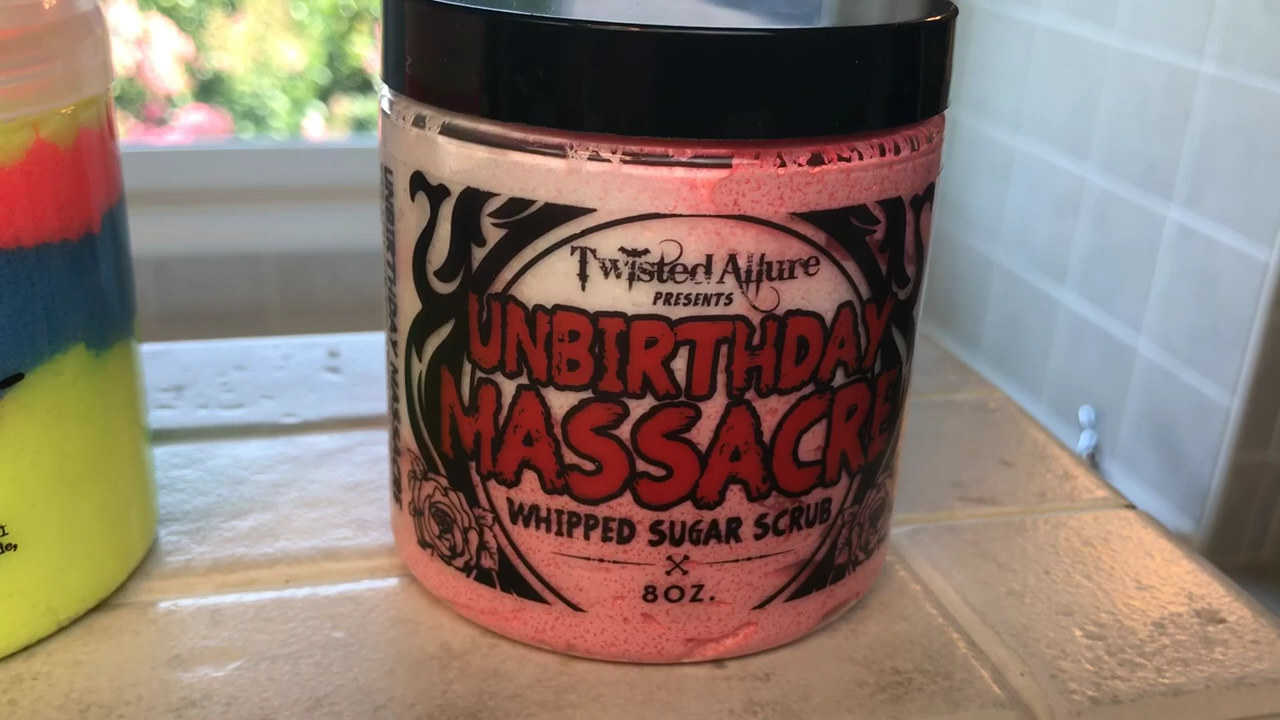 Twisted Allure
PRESENTS
UNBIRTHDAY
MASSACRE
WHIPPED SUGAR SCRUB
8OZ.
UNBIRTHDAY MASSACRE